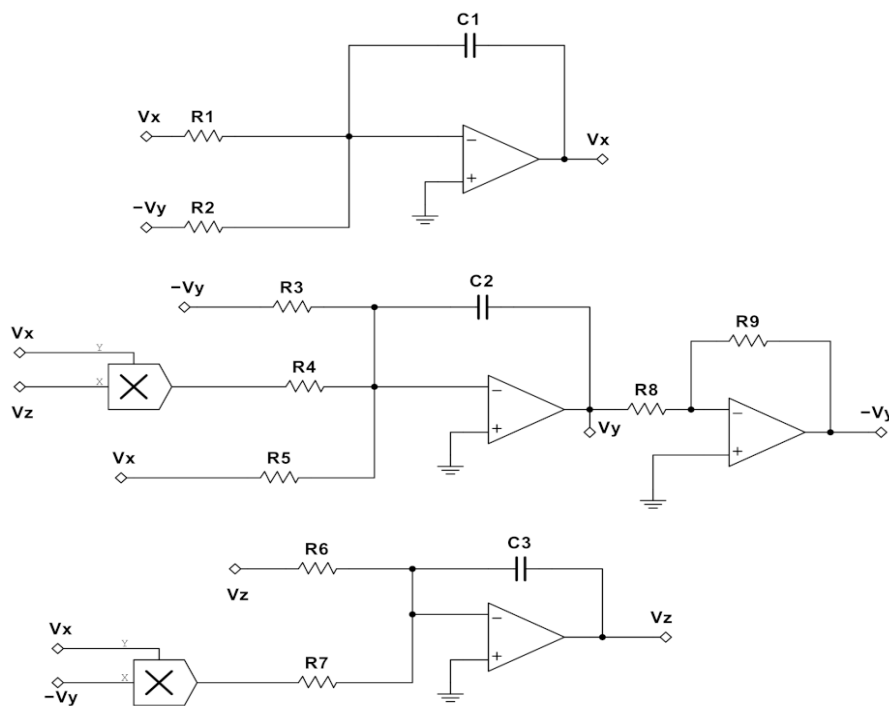 C1
Vx R1
− Vx
+
−Vy R2
−Vy R3 C2
Vx Y R9
X R4 − R8 −
Vz + Vy −Vy
Vx R5 +
R6 C3
Vz
− Vz
Vx Y +
X R7
−Vy